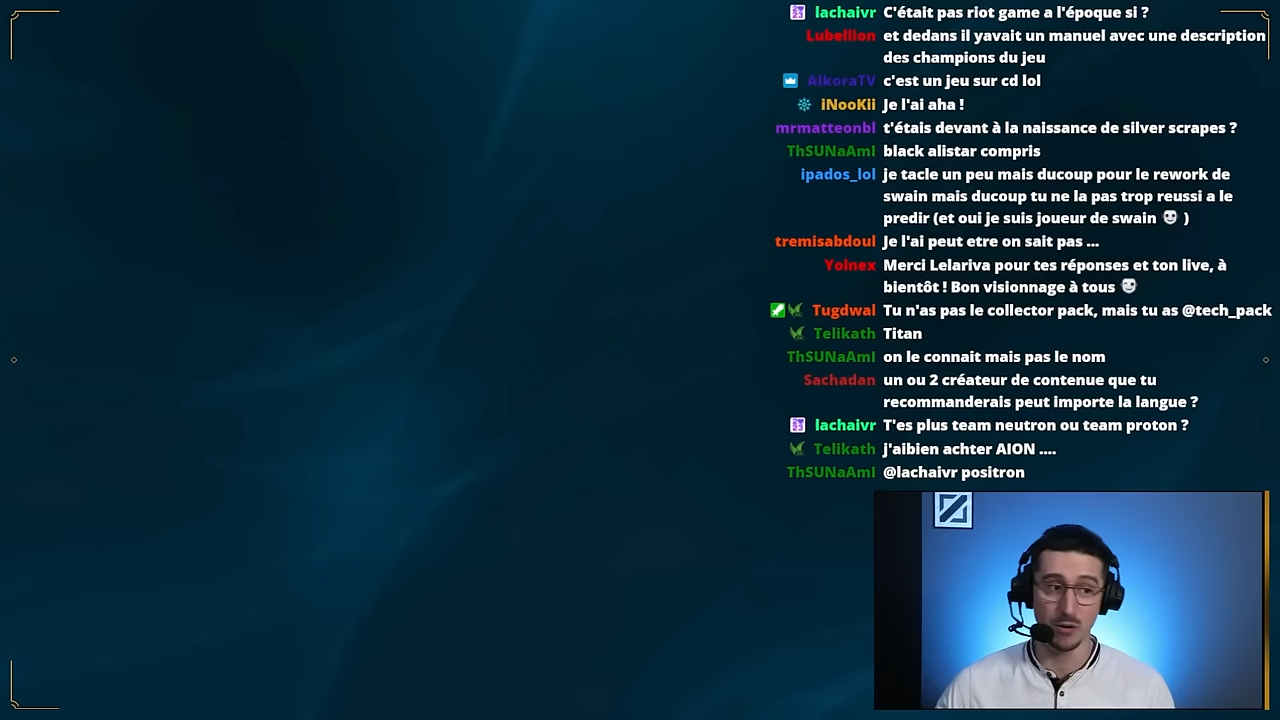 lachaivr C'était pas riot game a l'époque si ?
Lubellion et dedans il yavait un manuel avec une description
des champions du jeu
AlkoraTV c'est un jeu sur cd lol
iNooKii Je l'ai aha !
mrmatteonbl t'étais devant à la naissance de silver scrapes ?
ThSUNaAmI black alistar compris
ipados_lol je tacle un peu mais ducoup pour le rework de
swain mais ducoup tu ne la pas trop reussi a le
predir (et oui je suis joueur de swain )
tremisabdoul Je l'ai peut etre on sait pas ...
Yolnex Merci Lelariva pour tes réponses et ton live, à
bientôt ! Bon visionnage à tous
Tugdwal Tu n'as pas le collector pack, mais tu as @tech_pack
Telikath Titan
ThSUNaAmI on le connait mais pas le nom
Sachadan un ou 2 créateur de contenue que tu
recommanderais peut importe la langue ?
lachaivr T'es plus team neutron ou team proton ?
Telikath j'aibien achter AION ....
ThSUNaAmI @lachaivr positron